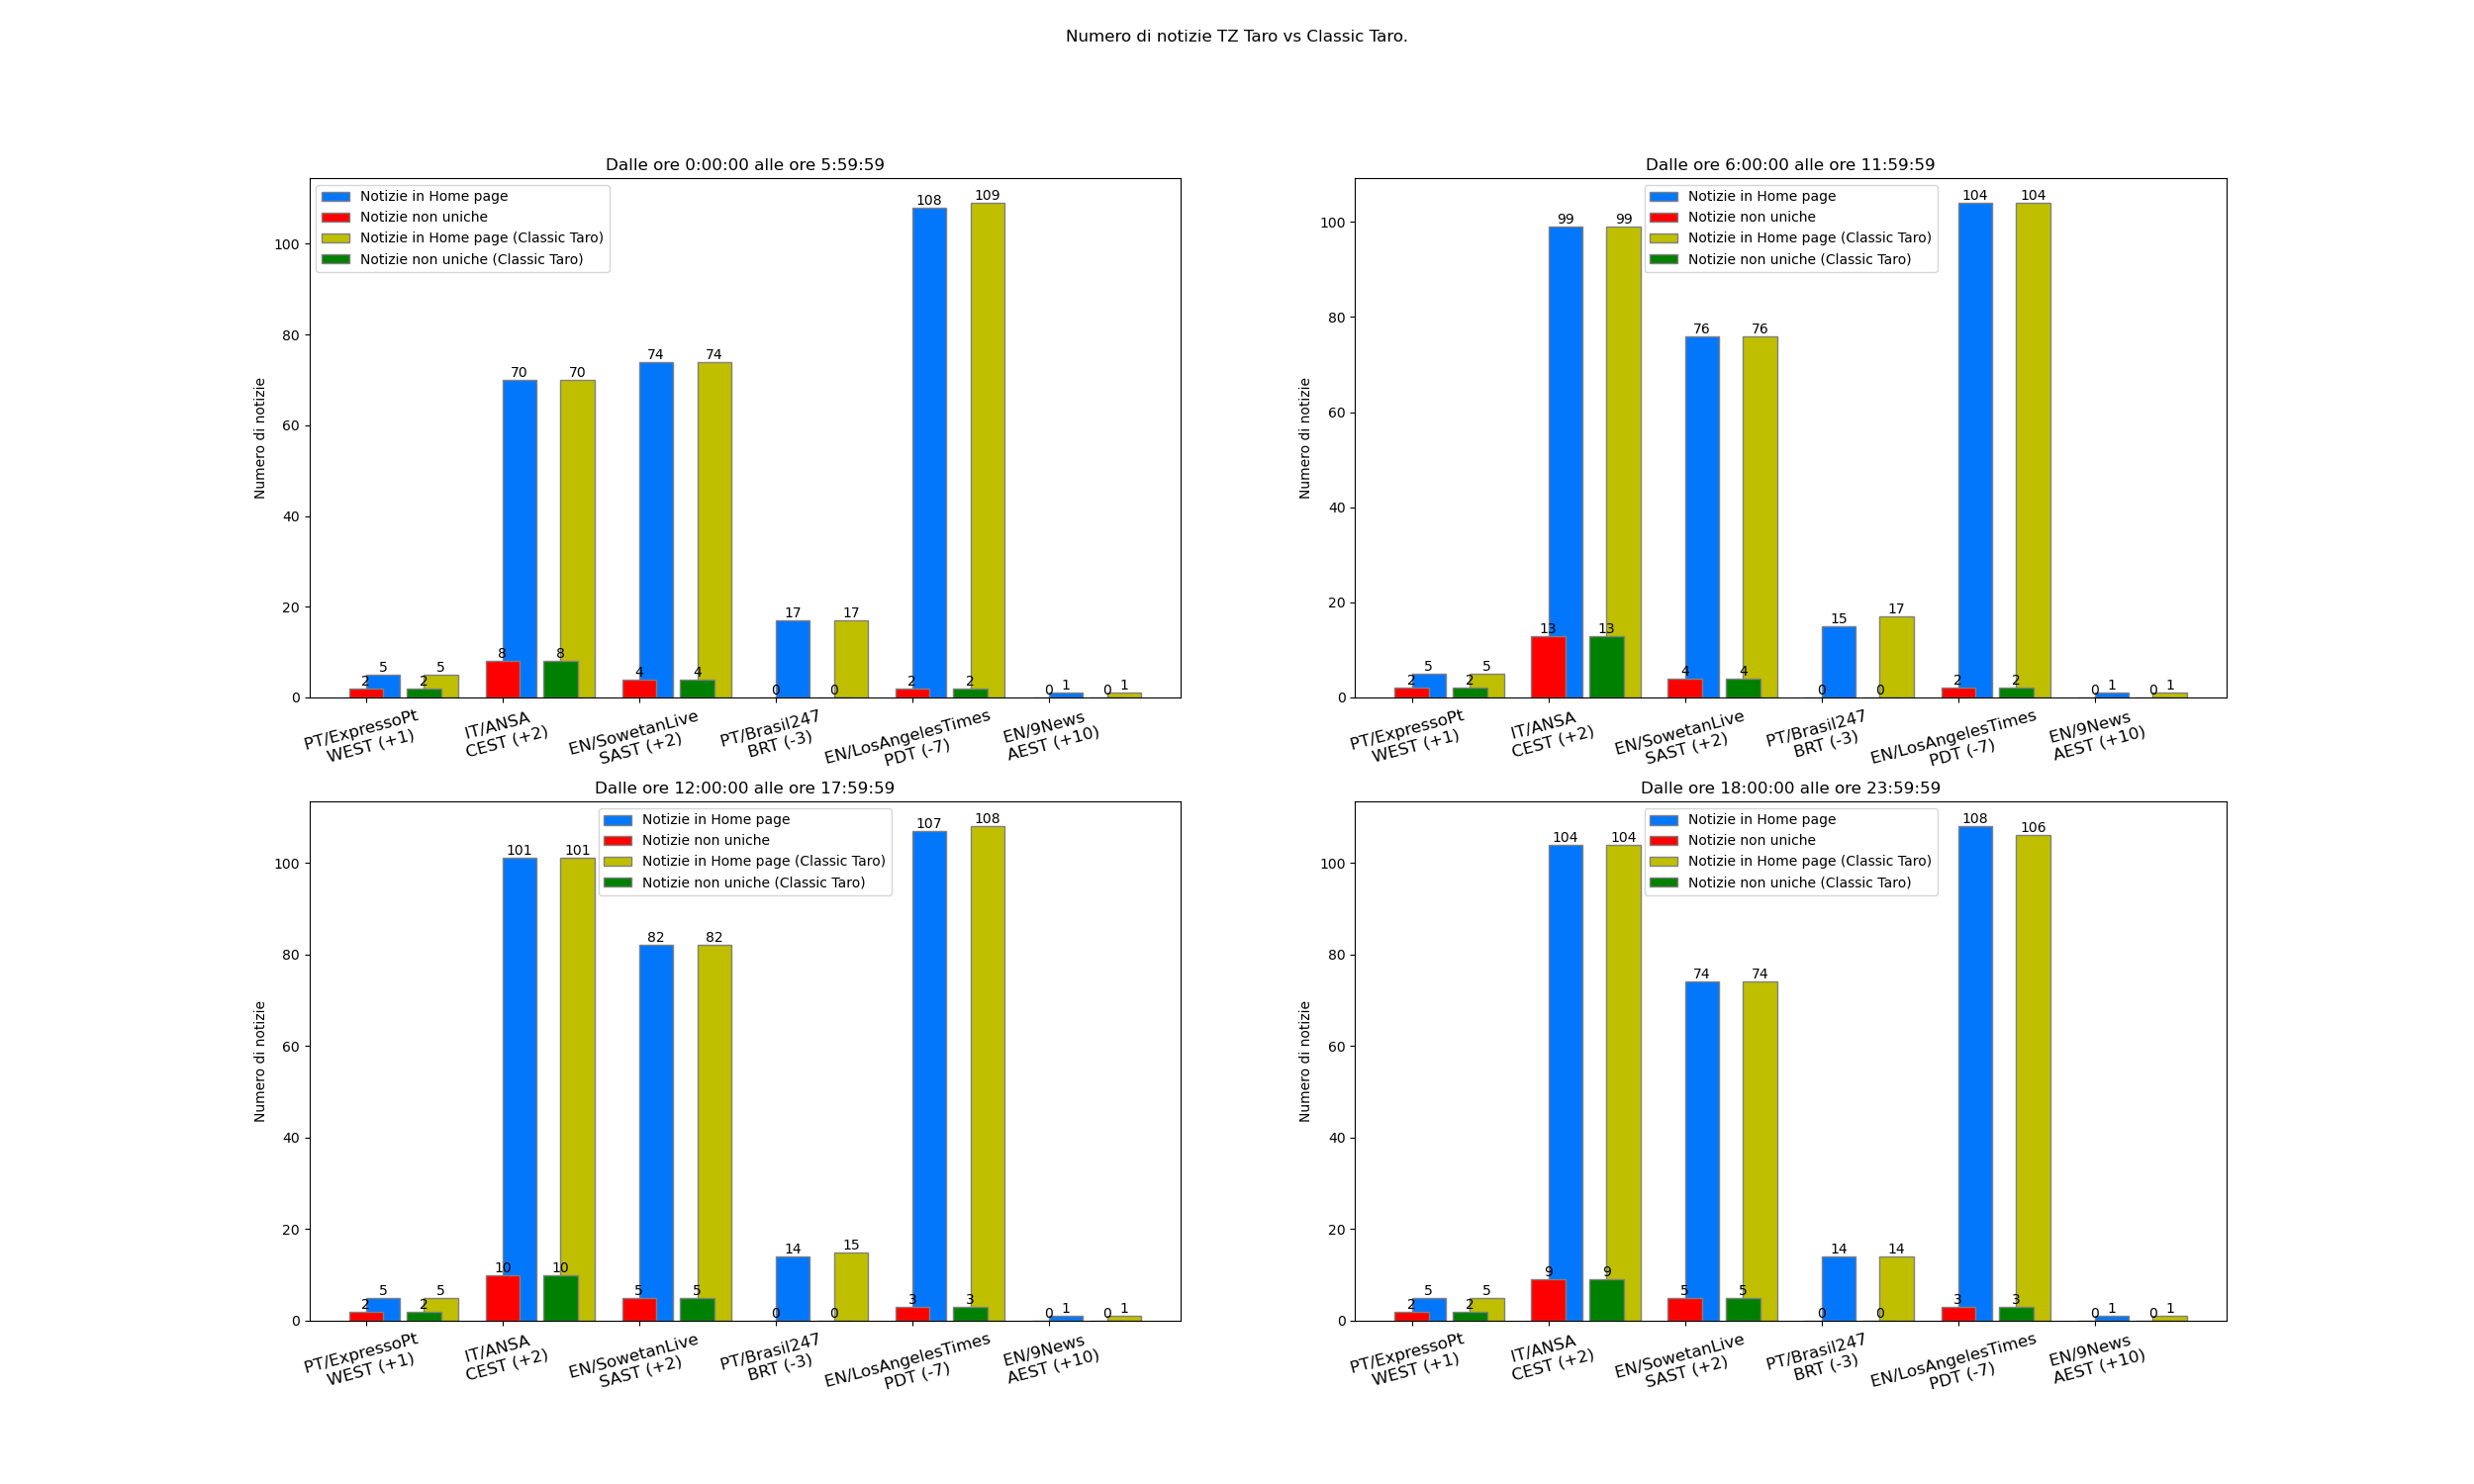 Numero di notizie TZ Taro vs Classic Taro.
Dalle ore 0:00:00 alle ore 5:59:59
Notizie in Home page
Notizie non uniche
Notizie in Home page (Classic Taro)
Notizie non uniche (Classic Taro)
Numero di notizie
100
80
60
40
20
0
2 5 2 5
8 70 8 70
4 74 4 74
0 17 0 17
2 108 2 109
0 1 0 1
PT/ExpressoPt
WEST (+1)
IT/ANSA
CEST (+2)
EN/SowetanLive
SAST (+2)
PT/Brasil247
BRT (-3)
EN/LosAngelesTimes
PDT (-7)
EN/9News
AEST (+10)
Dalle ore 6:00:00 alle ore 11:59:59
Notizie in Home page
Notizie non uniche
Notizie in Home page (Classic Taro)
Notizie non uniche (Classic Taro)
Numero di notizie
100
80
60
40
20
0
2 5 2 5
13 99 13 99
4 76 4 76
0 15 0 17
2 104 2 104
0 1 0 1
PT/ExpressoPt
WEST (+1)
IT/ANSA
CEST (+2)
EN/SowetanLive
SAST (+2)
PT/Brasil247
BRT (-3)
EN/LosAngelesTimes
PDT (-7)
EN/9News
AEST (+10)
Dalle ore 12:00:00 alle ore 17:59:59
Notizie in Home page
Notizie non uniche
Notizie in Home page (Classic Taro)
Notizie non uniche (Classic Taro)
Numero di notizie
100
80
60
40
20
0
2 5 2 5
10 101 10 101
5 82 5 82
0 14 0 15
3 107 3 108
0 1 0 1
PT/ExpressoPt
WEST (+1)
IT/ANSA
CEST (+2)
EN/SowetanLive
SAST (+2)
PT/Brasil247
BRT (-3)
EN/LosAngelesTimes
PDT (-7)
EN/9News
AEST (+10)
Dalle ore 18:00:00 alle ore 23:59:59
Notizie in Home page
Notizie non uniche
Notizie in Home page (Classic Taro)
Notizie non uniche (Classic Taro)
Numero di notizie
100
80
60
40
20
0
2 5 2 5
9 104 9 104
5 74 5 74
0 14 0 14
3 108 3 106
0 1 0 1
PT/ExpressoPt
WEST (+1)
IT/ANSA
CEST (+2)
EN/SowetanLive
SAST (+2)
PT/Brasil247
BRT (-3)
EN/LosAngelesTimes
PDT (-7)
EN/9News
AEST (+10)